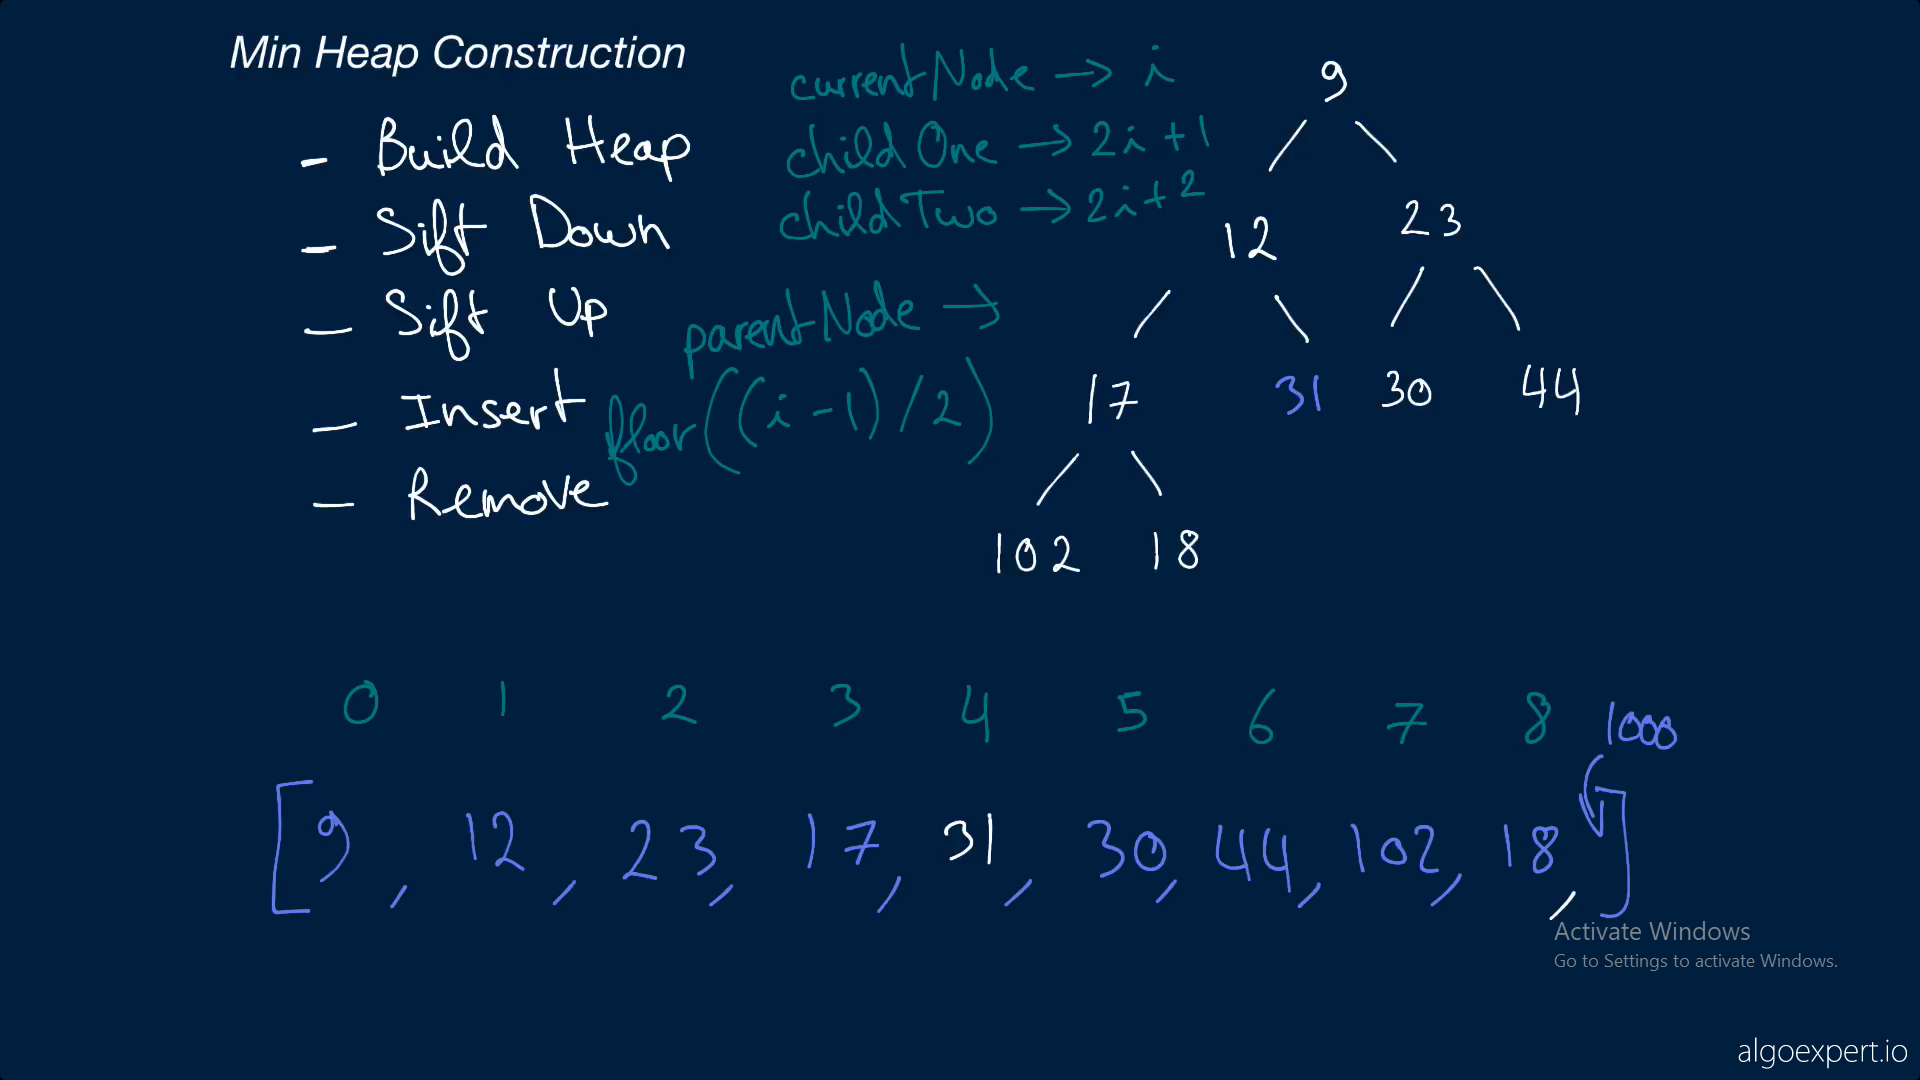 Min Heap Construction
- Build Heap
- Sift Down
- Sift Up
- Insert
- Remove
currentNode → i
childOne → 2i+1
childTwo → 2i+2
parentNode →
floor((i-1)/2)
9
12 23
17 31 30 44
102 18
0 1 2 3 4 5 6 7 8 1000
[9, 12, 23, 17, 31, 30, 44, 102, 18, ]
Activate Windows
Go to Settings to activate Windows.
algoexpert.io